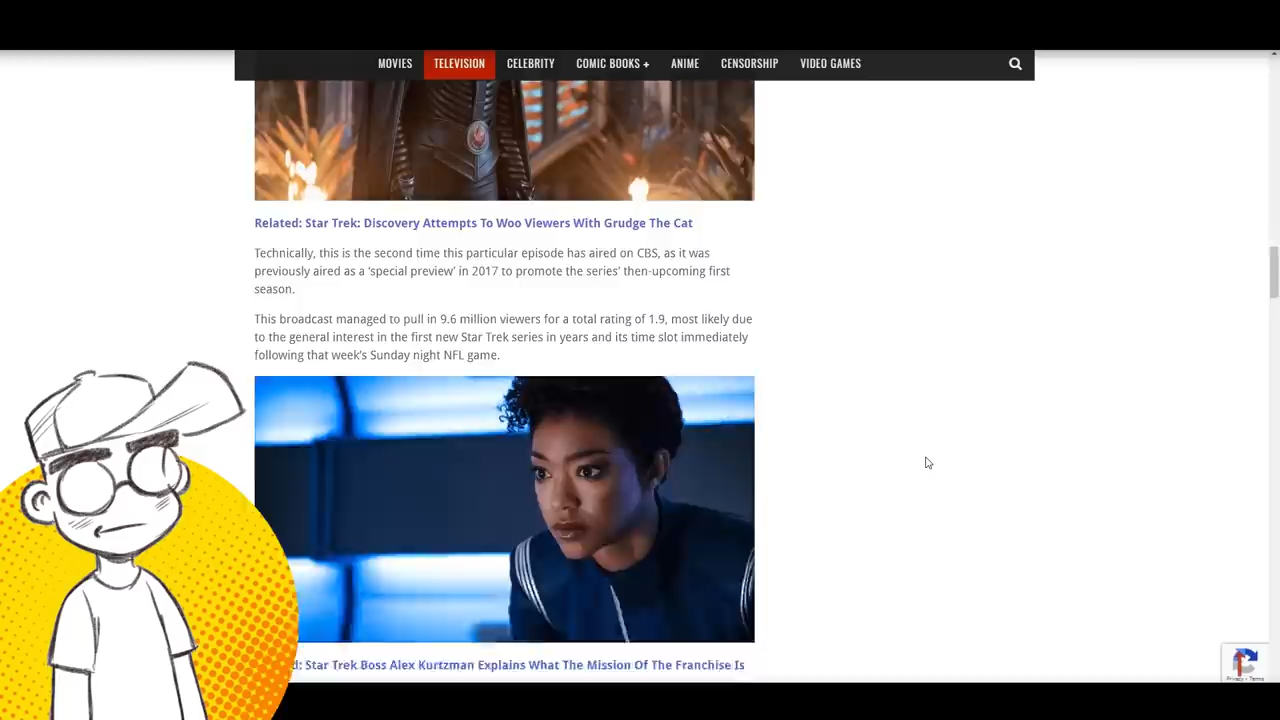 MOVIES TELEVISION CELEBRITY COMIC BOOKS + ANIME CENSORSHIP VIDEO GAMES
Related: Star Trek: Discovery Attempts To Woo Viewers With Grudge The Cat
Technically, this is the second time this particular episode has aired on CBS, as it was
previously aired as a ‘special preview’ in 2017 to promote the series’ then-upcoming first
season.
This broadcast managed to pull in 9.6 million viewers for a total rating of 1.9, most likely due
to the general interest in the first new Star Trek series in years and its time slot immediately
following that week’s Sunday night NFL game.
d: Star Trek Boss Alex Kurtzman Explains What The Mission Of The Franchise Is
Privacy - Terms